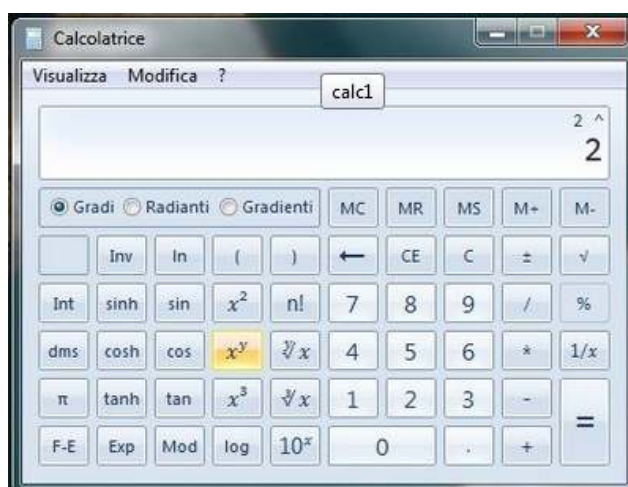 Calcolatrice
Visualizza Modifica ?
calc1
2 ^
2
Gradi Radianti Gradienti MC MR MS M+ M-
Inv ln ( ) ← CE C ± √
Int sinh sin x² n! 7 8 9 / %
dms cosh cos xʸ ʸ√x 4 5 6 * 1/x
π tanh tan x³ ³√x 1 2 3 - =
F-E Exp Mod log 10ˣ 0 . +